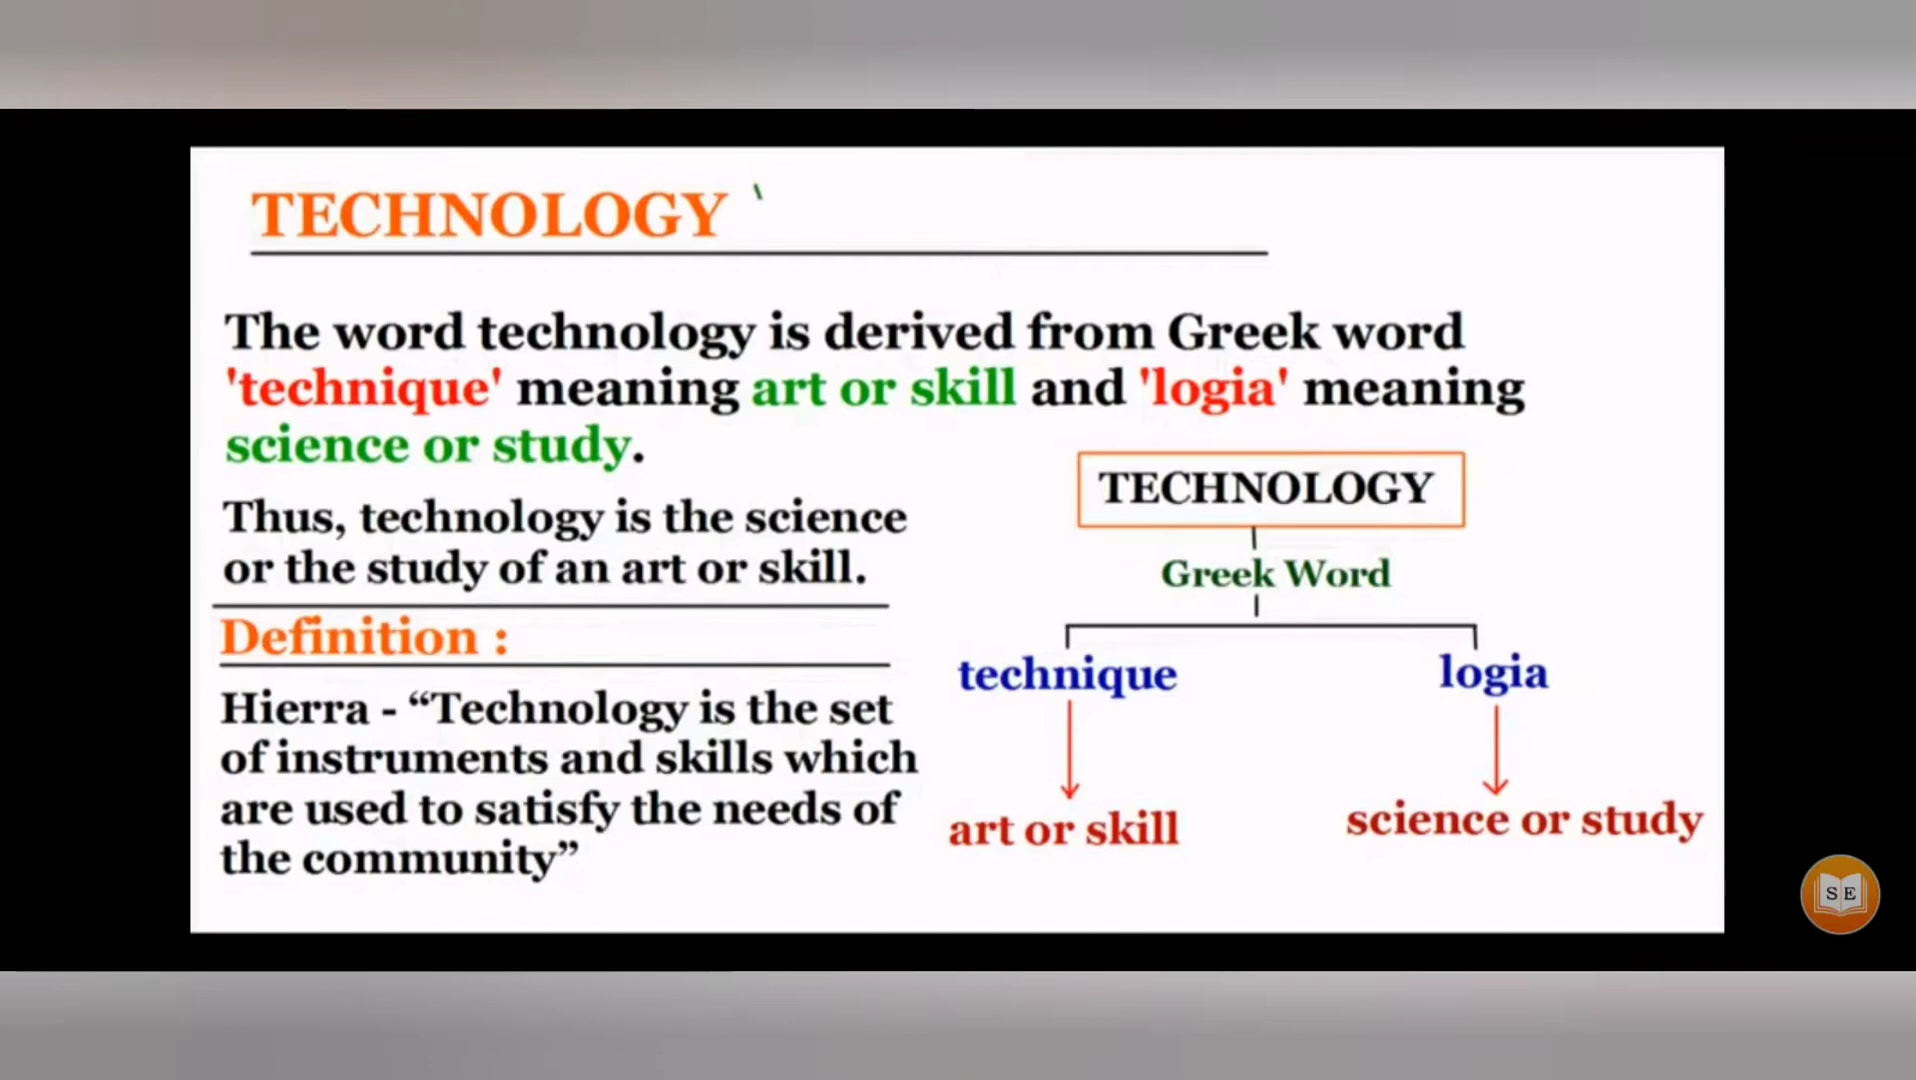 TECHNOLOGY
The word technology is derived from Greek word
'technique' meaning art or skill and 'logia' meaning
science or study.
Thus, technology is the science
or the study of an art or skill.
Definition :
Hierra - “Technology is the set
of instruments and skills which
are used to satisfy the needs of
the community”
TECHNOLOGY
Greek Word
technique
logia
art or skill
science or study
S E